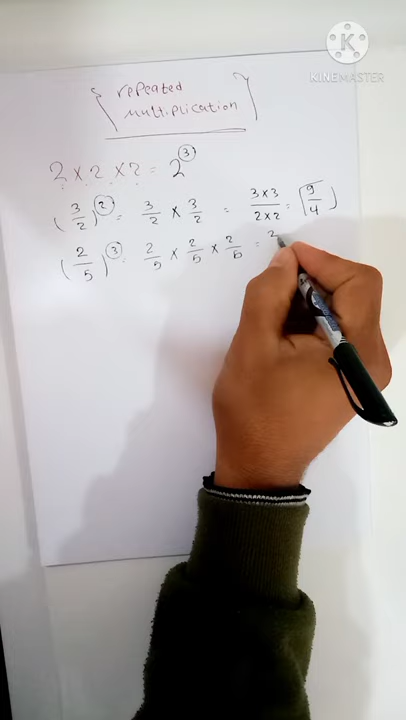 KINEMASTER
repeated
multiplication
2 × 2 × 2 = 2³
(3/2)² = 3/2 × 3/2 = 3×3/2×2 = 9/4
(2/5)³ = 2/5 × 2/5 × 2/5 = 2